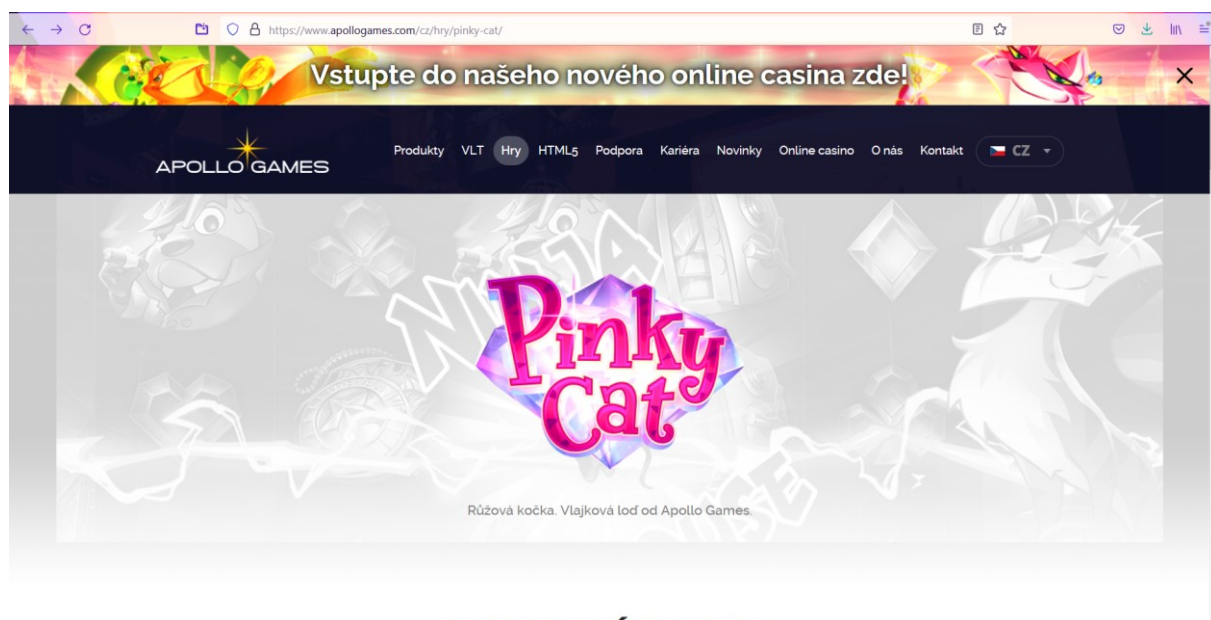 https://www.apollogames.com/cz/hry/pinky-cat/
Vstupte do našeho nového online casina zde!
APOLLO GAMES
Produkty VLT Hry HTML5 Podpora Kariéra Novinky Online casino O nás Kontakt CZ
NINJA
Pinky
Cat
Růžová kočka. Vlajková loď od Apollo Games.